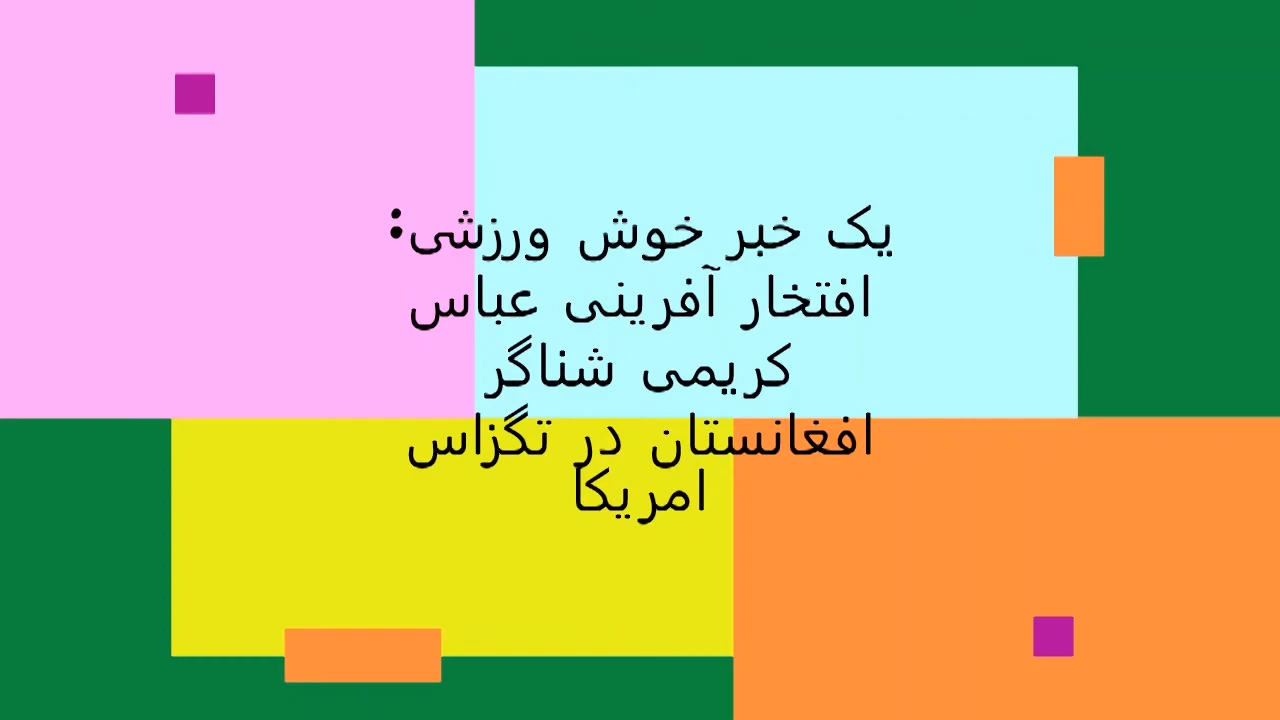 یک خبر خوش ورزشی:
افتخار آفرینی عباس
کریمی شناگر
افغانستان در تگزاس
امریکا